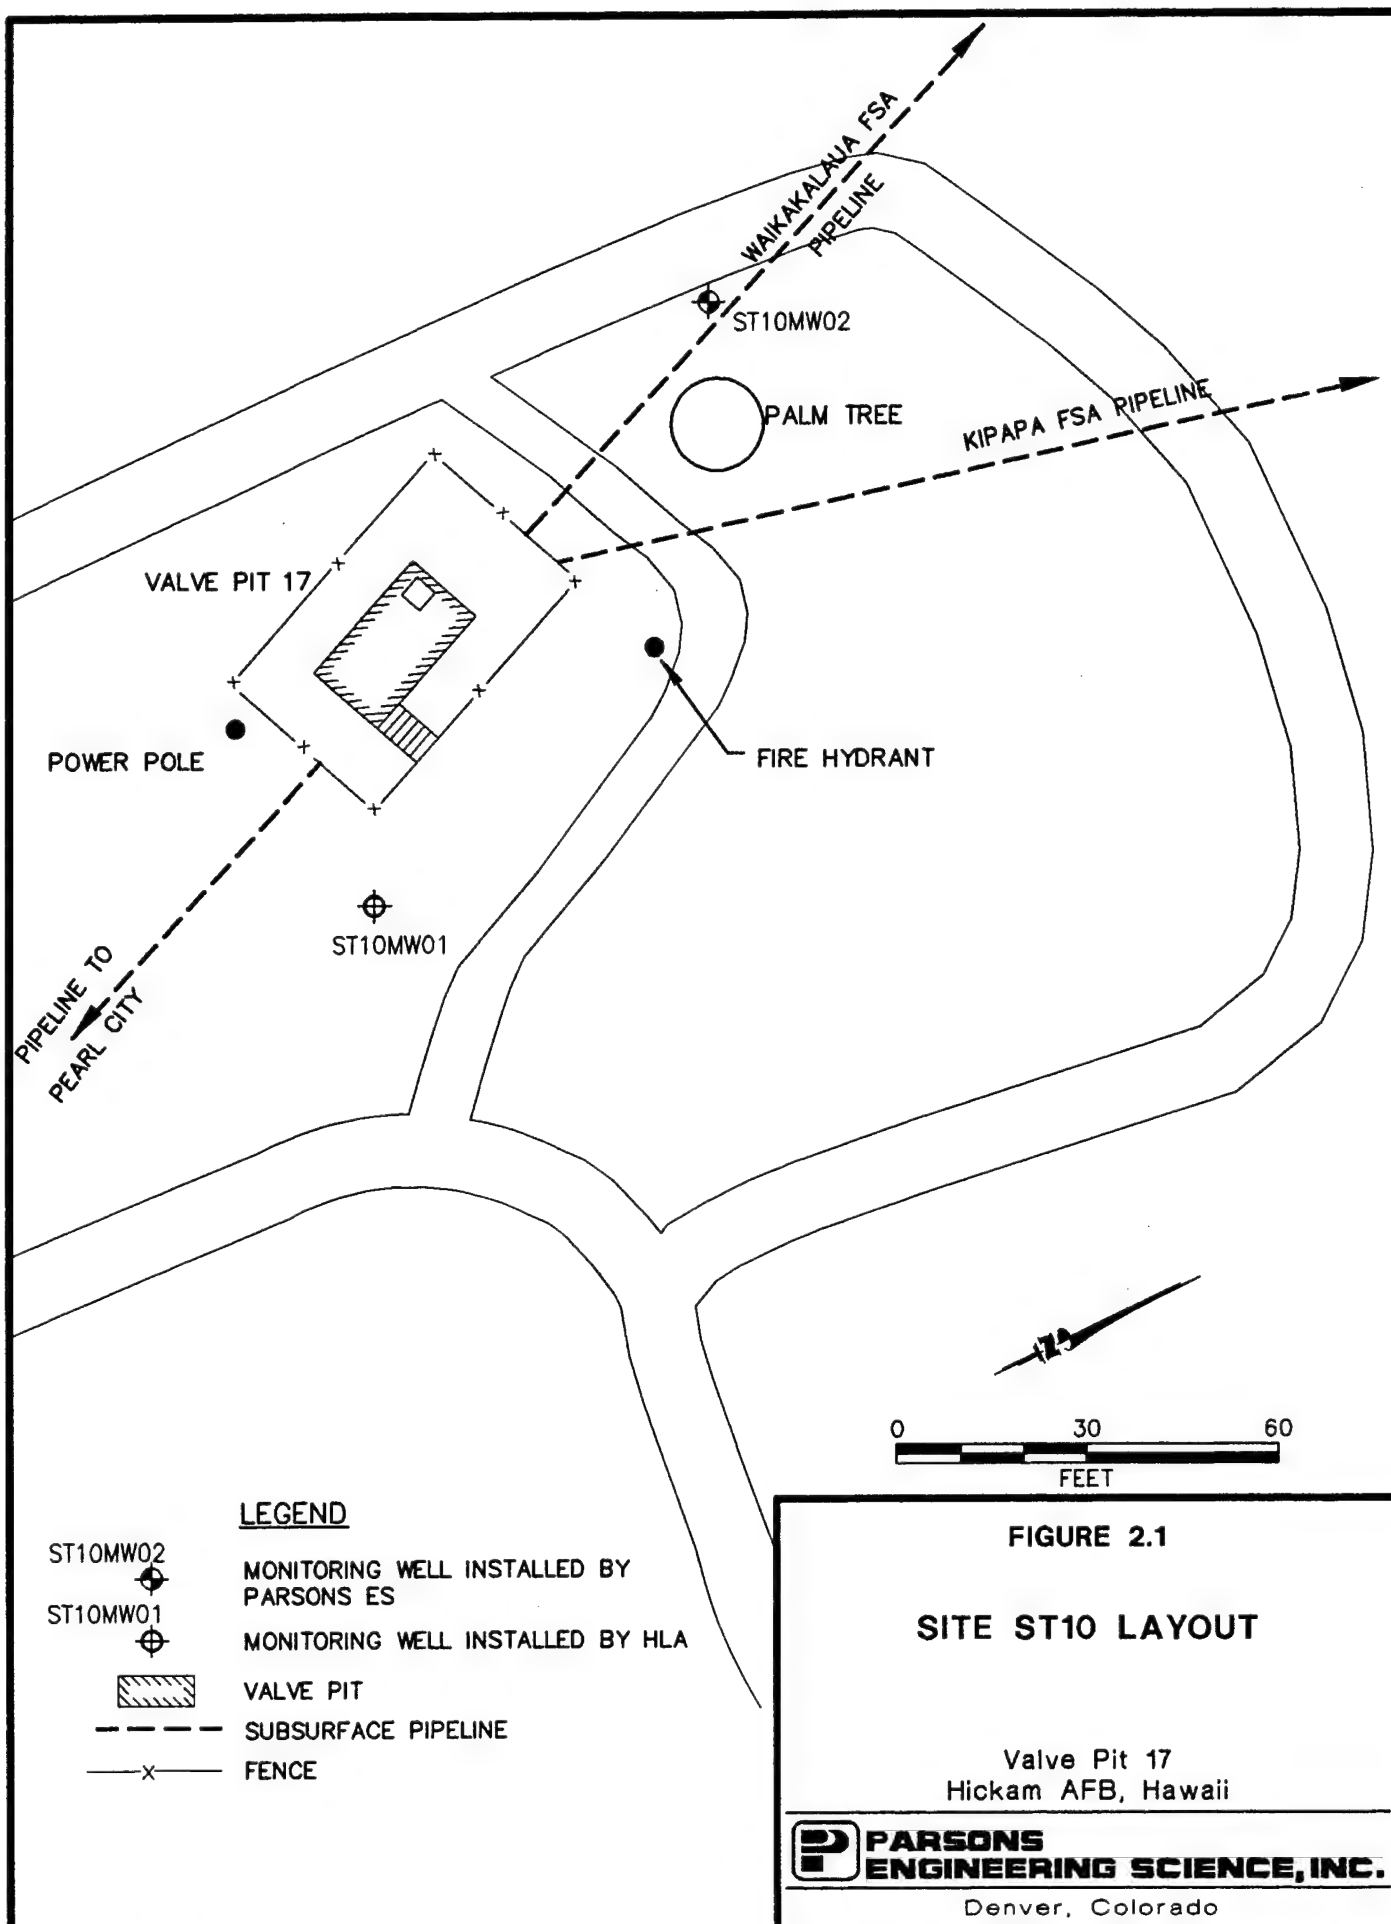 WAIKAKALAUA FSA
PIPELINE
ST10MW02
PALM TREE
KIPAPA FSA PIPELINE
VALVE PIT 17
POWER POLE
FIRE HYDRANT
ST10MW01
PIPELINE TO
PEARL CITY
0 30 60
FEET
LEGEND
ST10MW02
MONITORING WELL INSTALLED BY
PARSONS ES
ST10MW01
MONITORING WELL INSTALLED BY HLA
VALVE PIT
SUBSURFACE PIPELINE
X FENCE
FIGURE 2.1
SITE ST10 LAYOUT
Valve Pit 17
Hickam AFB, Hawaii
PARSONS
ENGINEERING SCIENCE, INC.
Denver, Colorado